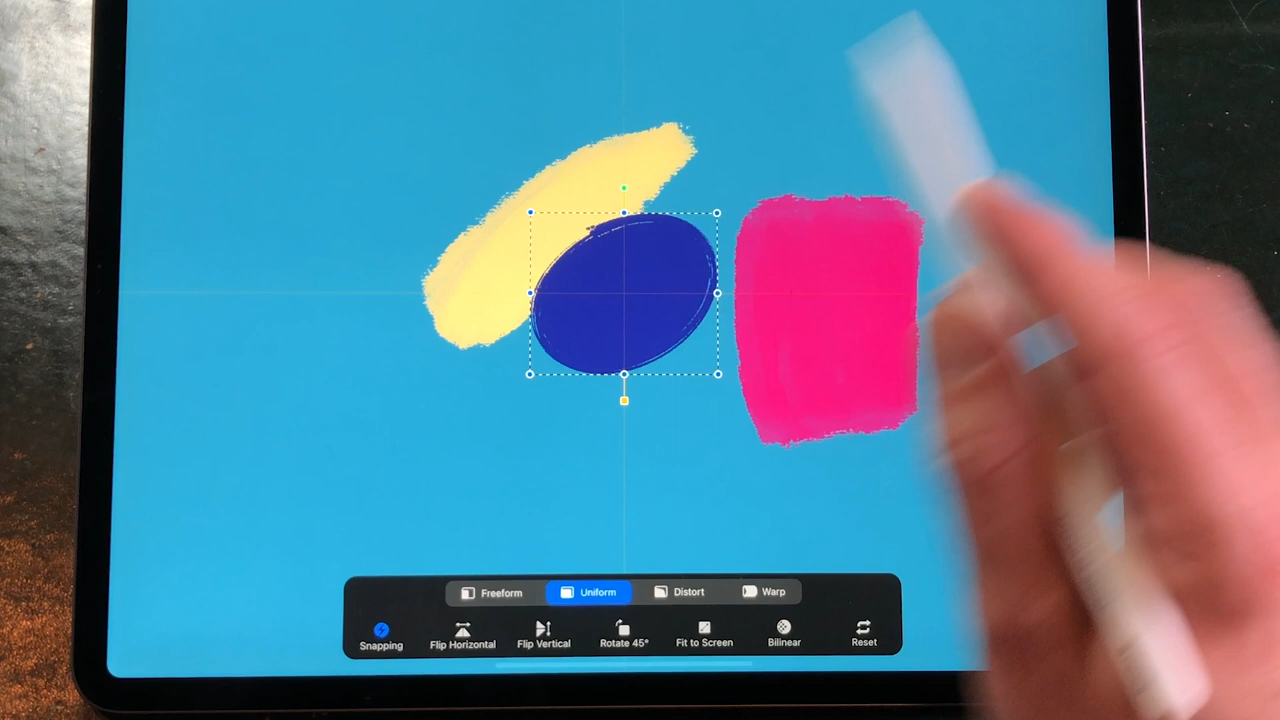 Freeform Uniform Distort Warp
Snapping Flip Horizontal Flip Vertical Rotate 45° Fit to Screen Bilinear Reset